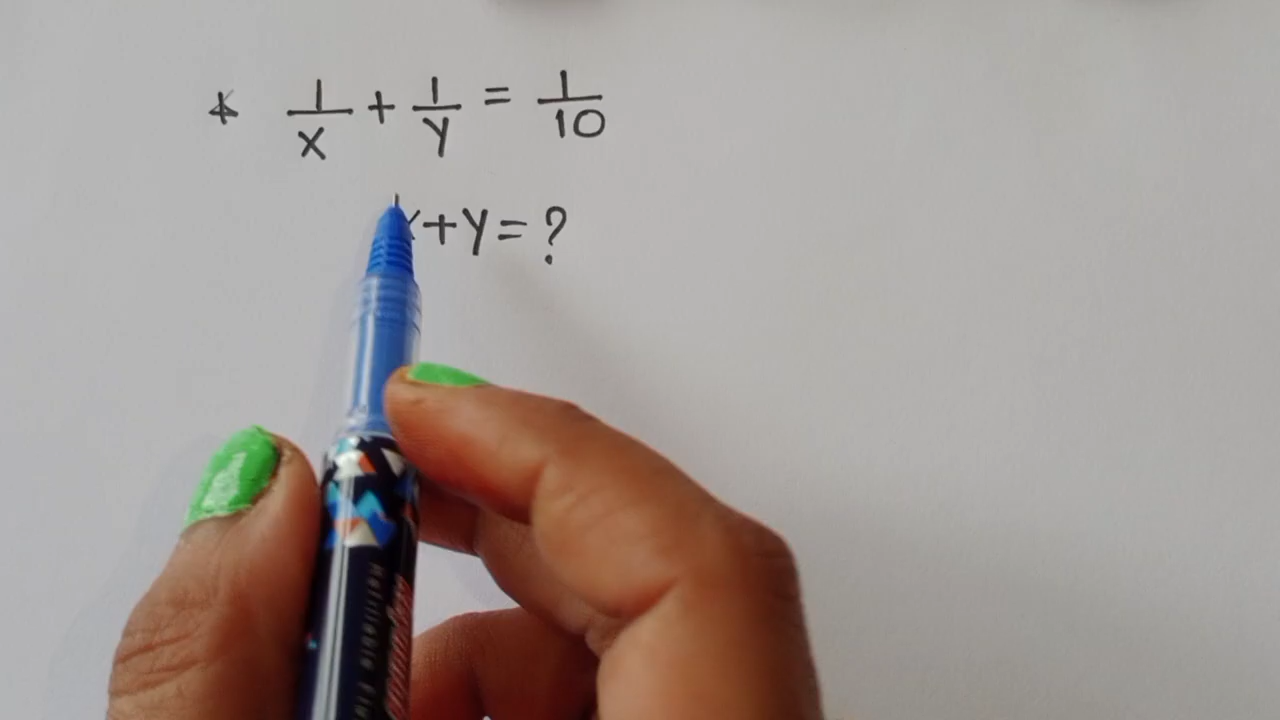 * 1/x + 1/y = 1/10
x+y= ?